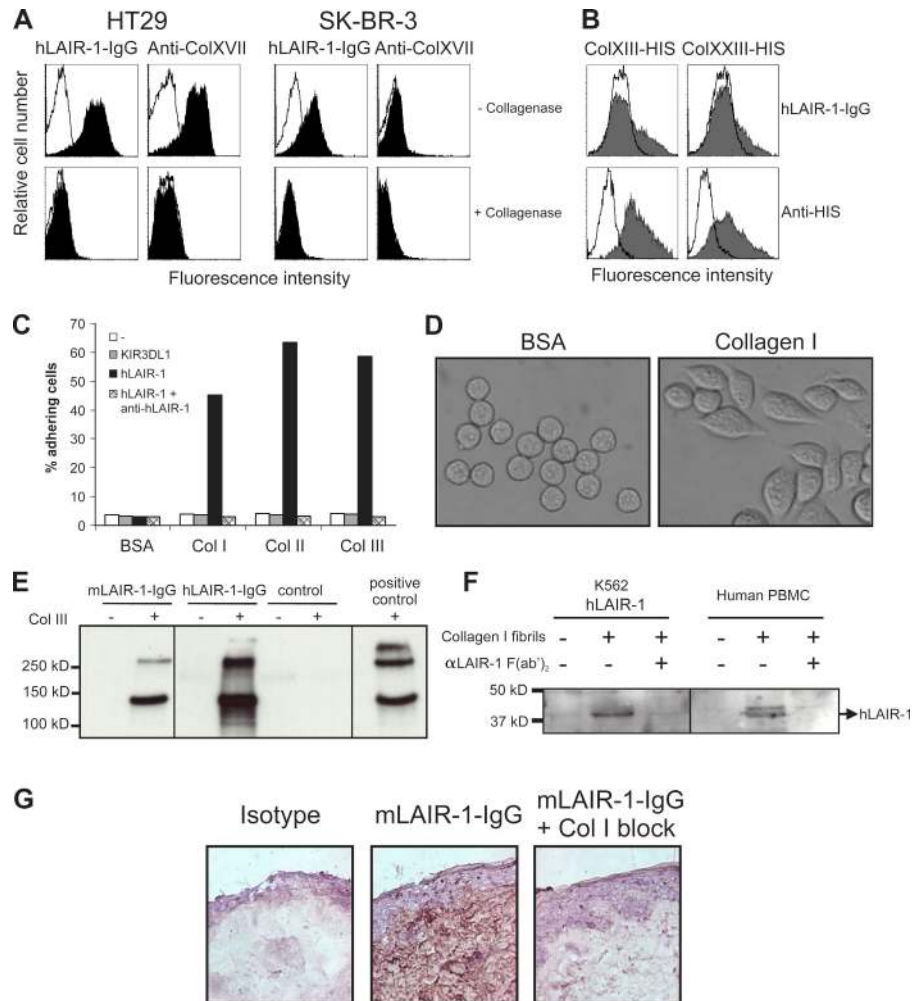 A
HT29
SK-BR-3
hLAIR-1-IgG Anti-ColXVII
hLAIR-1-IgG Anti-ColXVII
Relative cell number
- Collagenase
+ Collagenase
Fluorescence intensity
B
ColXIII-HIS ColXXIII-HIS
hLAIR-1-IgG
Anti-HIS
Fluorescence intensity
C
% adhering cells
70
60
50
40
30
20
10
0
-
KIR3DL1
hLAIR-1
hLAIR-1 +
anti-hLAIR-1
BSA Col I Col II Col III
D
BSA
Collagen I
E
mLAIR-1-IgG hLAIR-1-IgG control positive control
Col III - + - + - + +
250 kD
150 kD
100 kD
F
K562
hLAIR-1
Human PBMC
Collagen I fibrils - + + - + +
αLAIR-1 F(ab')2 - - + - - +
50 kD
37 kD
hLAIR-1
G
Isotype
mLAIR-1-IgG
mLAIR-1-IgG
+ Col I block